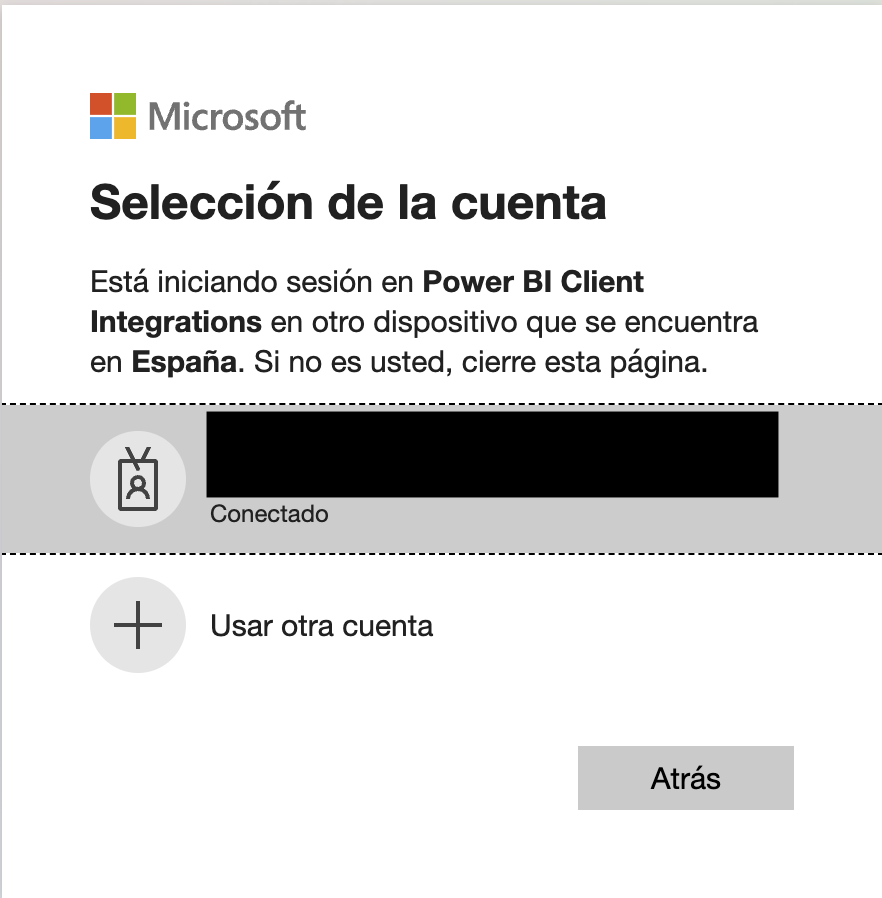 Microsoft
Selección de la cuenta
Está iniciando sesión en Power BI Client
Integrations en otro dispositivo que se encuentra
en España. Si no es usted, cierre esta página.
Conectado
Usar otra cuenta
Atrás